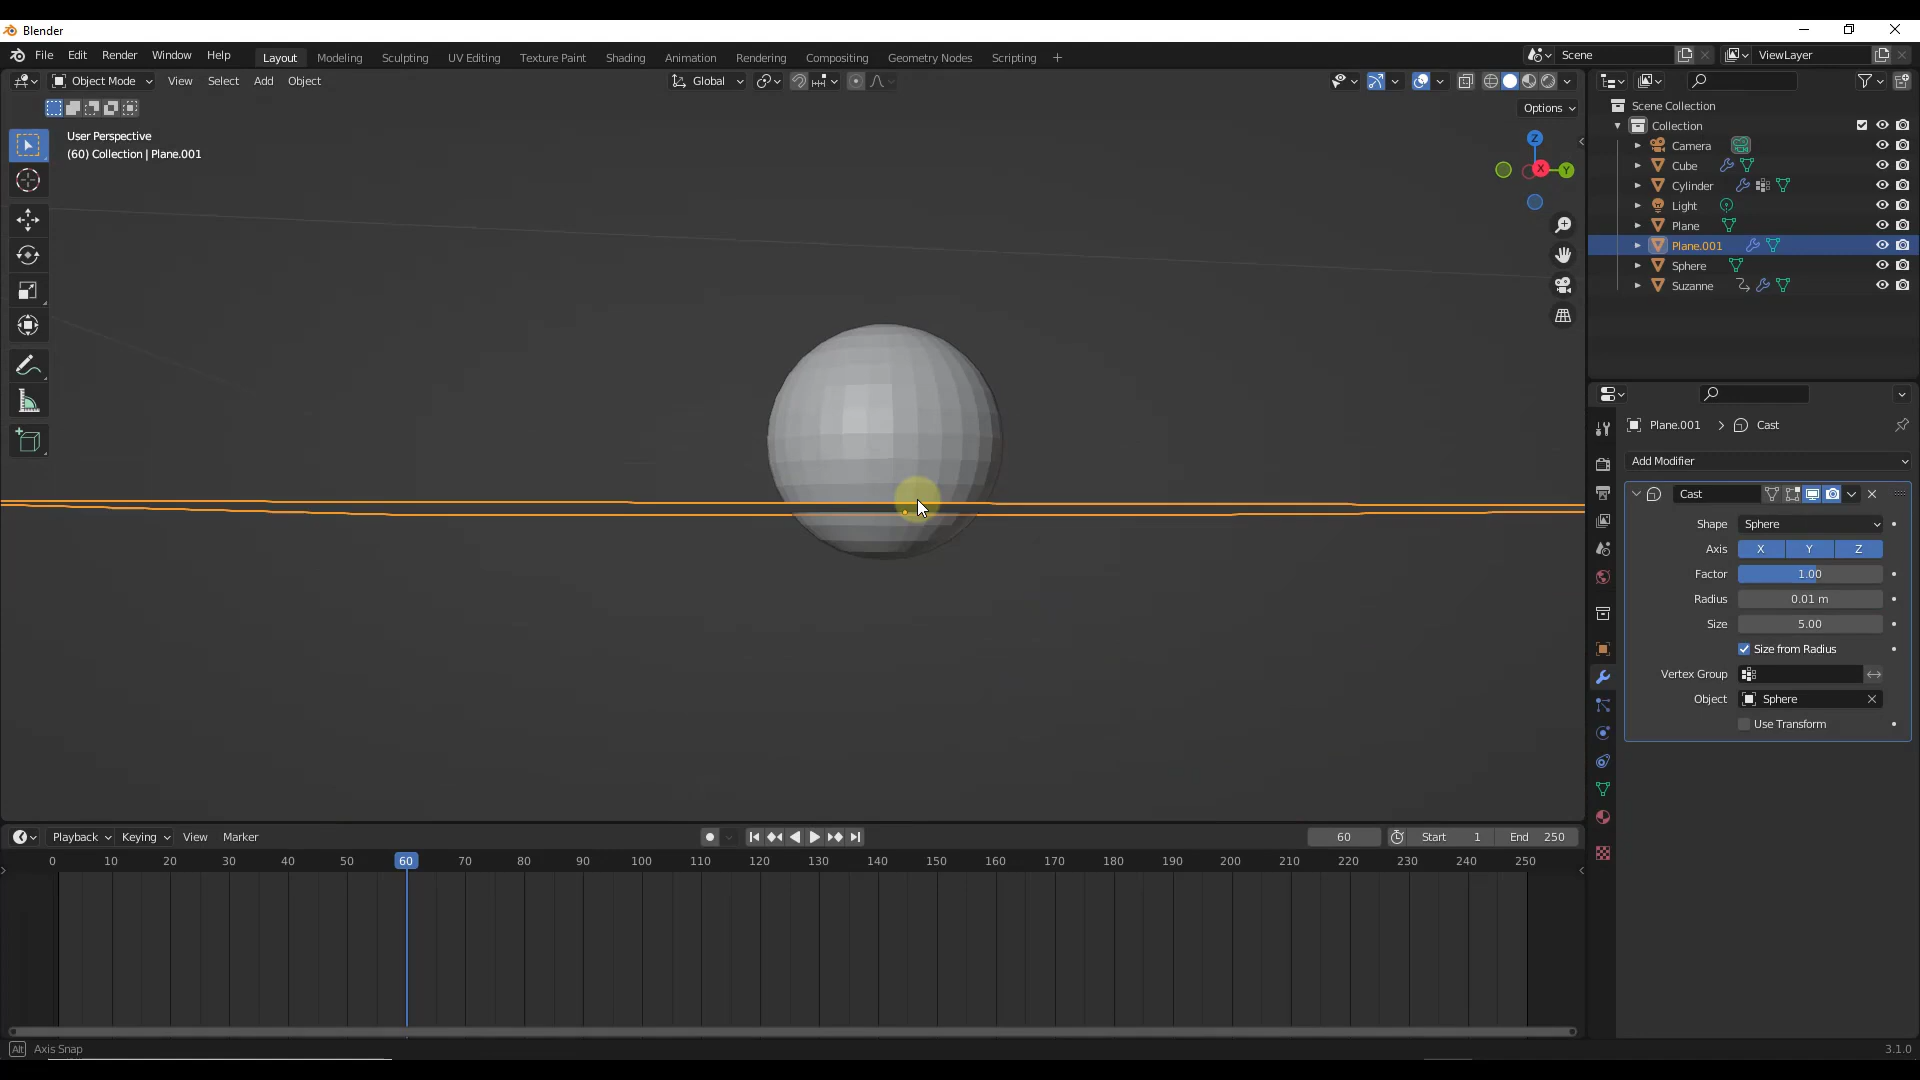 Blender
File Edit Render Window Help Layout Modeling Sculpting UV Editing Texture Paint Shading Animation Rendering Compositing Geometry Nodes Scripting + Scene ViewLayer
Object Mode View Select Add Object Global
Options
User Perspective
(60) Collection | Plane.001
Z
X
Y
Scene Collection
Collection
Camera
Cube
Cylinder
Light
Plane
Plane.001
Sphere
Suzanne
Plane.001 > Cast
Add Modifier
Cast
Shape Sphere
Axis X Y Z
Factor 1.00
Radius 0.01 m
Size 5.00
Size from Radius
Vertex Group
Object Sphere
Use Transform
Playback Keying View Marker 60 Start 1 End 250
0 10 20 30 40 50 60 70 80 90 100 110 120 130 140 150 160 170 180 190 200 210 220 230 240 250
Alt Axis Snap
3.1.0